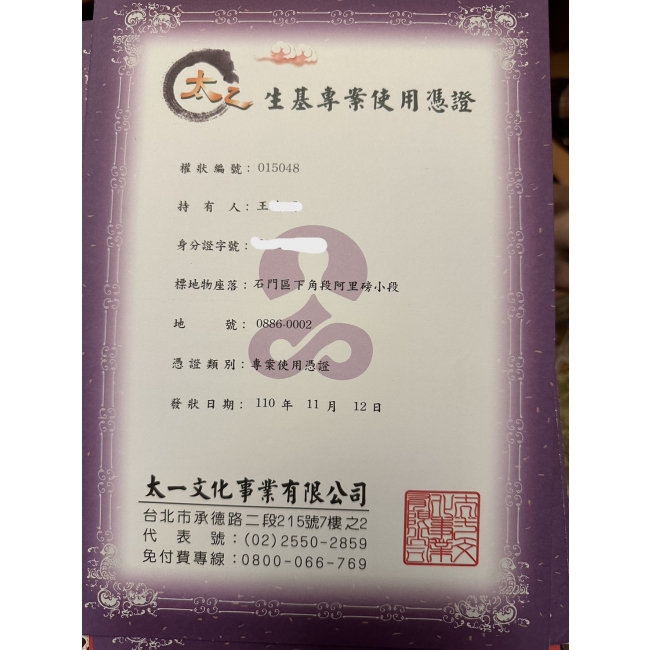 太乙 生基專案使用憑證
權狀編號：015048
持有人：王
身分證字號：
標地物座落：石門區下角段阿里磅小段
地號：0886-0002
憑證類別：專案使用憑證
發狀日期：110 年 11 月 12 日
太一文化事業有限公司
台北市承德路二段215號7樓之2
代表號：(02)2550-2859
免付費專線：0800-066-769